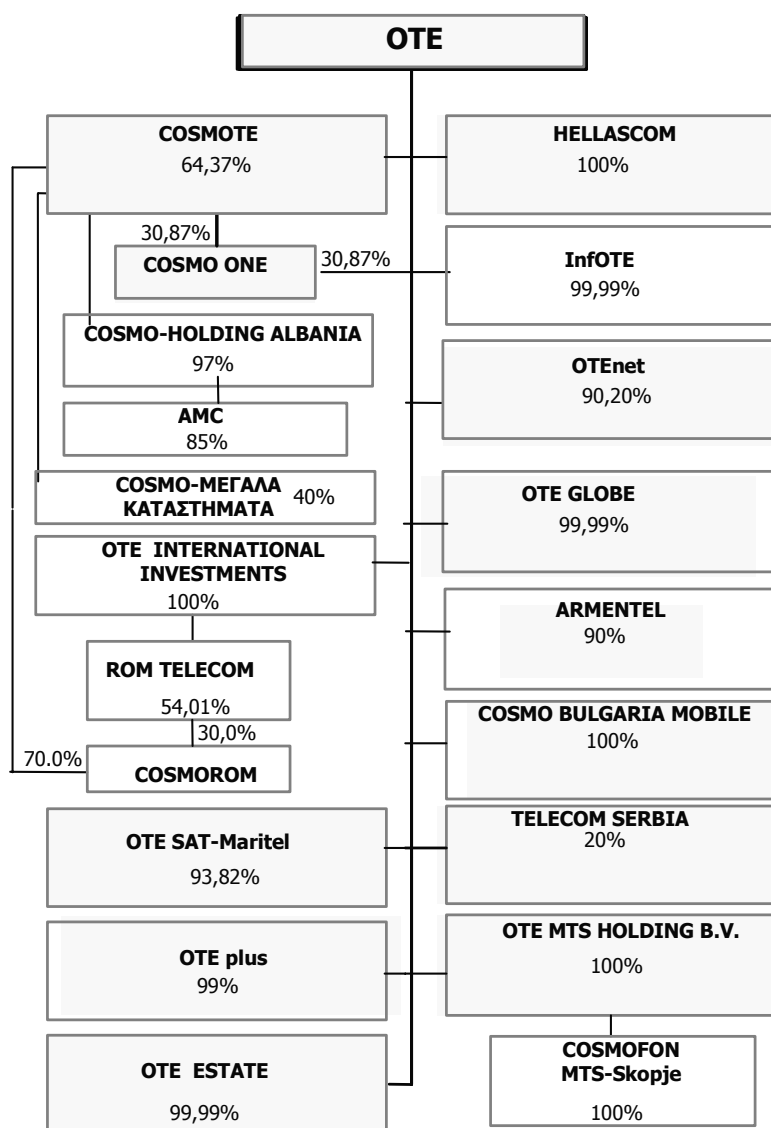 OTE
COSMOTE
64,37%
HELLASCOM
100%
30,87%
COSMO ONE
30,87%
InfOTE
99,99%
COSMO-HOLDING ALBANIA
97%
OTEnet
90,20%
AMC
85%
COSMO-ΜΕΓΑΛΑ
ΚΑΤΑΣΤΗΜΑΤΑ
40%
OTE GLOBE
99,99%
OTE INTERNATIONAL
INVESTMENTS
100%
ARMENTEL
90%
ROM TELECOM
54,01%
30,0%
70.0%
COSMOROM
COSMO BULGARIA MOBILE
100%
OTE SAT-Maritel
93,82%
TELECOM SERBIA
20%
OTE plus
99%
OTE MTS HOLDING B.V.
100%
OTE ESTATE
99,99%
COSMOFON
MTS-Skopje
100%